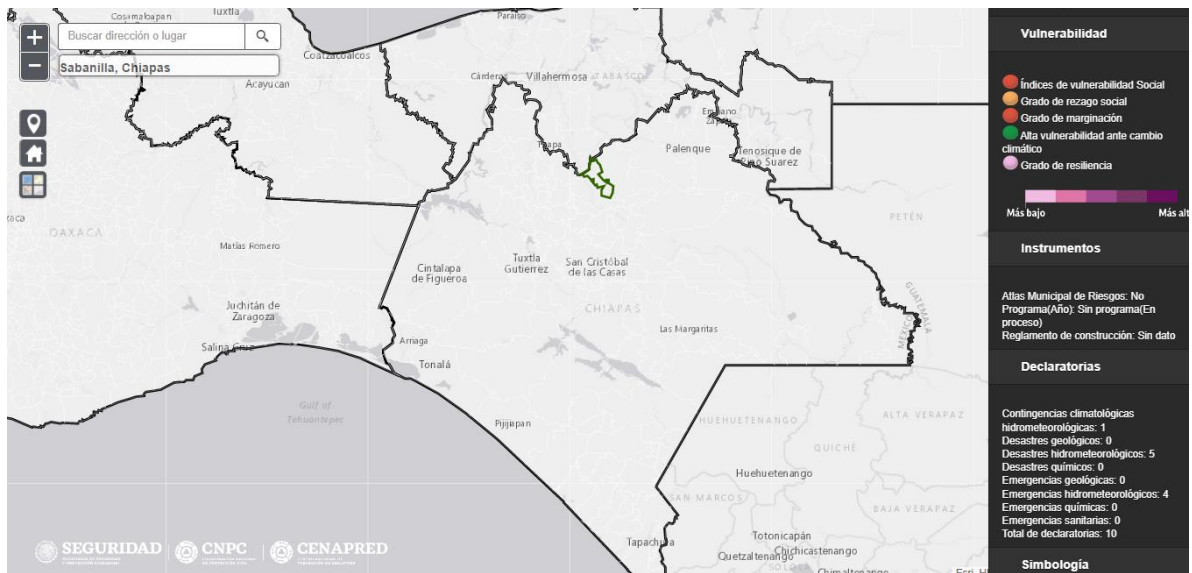 Cosamaloapan
Tuxtla
Paraíso
+
−
Buscar dirección o lugar
Sabanilla, Chiapas
Coatzacoalcos
Acayucan
Cárdenas
Villahermosa
TABASCO
Emiliano
Zapata
Teapa
Palenque
Tenosique de
Pino Suarez
PETÉN
OAXACA
Matías Romero
Cintalapa
de Figueroa
Tuxtla
Gutierrez
San Cristóbal
de las Casas
CHIAPAS
GUATEMALA
MEXICO
Juchitán de
Zaragoza
Salina Cruz
Arriaga
Tonalá
Las Margaritas
Gulf of
Tehuantepec
Pijijiapan
HUEHUETENANGO
ALTA VERAPAZ
QUICHÉ
Huehuetenango
SAN MARCOS
BAJA VERAPAZ
Tapachula
Totonicapán
Quetzaltenango
Chichicastenango
SOLOLÁ
Chimaltenango
SEGURIDAD
CNPC
CENAPRED
Vulnerabilidad
Índices de vulnerabilidad Social
Grado de rezago social
Grado de marginación
Alta vulnerabilidad ante cambio
climático
Grado de resiliencia
Más bajo
Más alt
Instrumentos
Atlas Municipal de Riesgos: No
Programa(Año): Sin programa(En
proceso)
Reglamento de construcción: Sin dato
Declaratorias
Contingencias climatológicas
hidrometeorológicas: 1
Desastres geológicos: 0
Desastres hidrometeorológicos: 5
Desastres químicos: 0
Emergencias geológicas: 0
Emergencias hidrometeorológicas: 4
Emergencias químicas: 0
Emergencias sanitarias: 0
Total de declaratorias: 10
Simbología